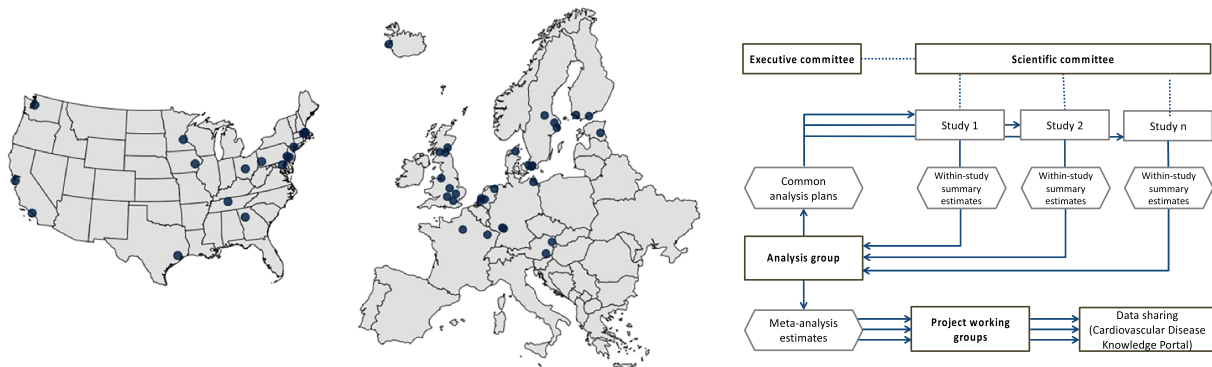 Executive committee
Scientific committee
Study 1
Study 2
Study n
Common
analysis plans
Within-study
summary
estimates
Within-study
summary
estimates
Within-study
summary
estimates
Analysis group
Meta-analysis
estimates
Project working
groups
Data sharing
(Cardiovascular Disease
Knowledge Portal)